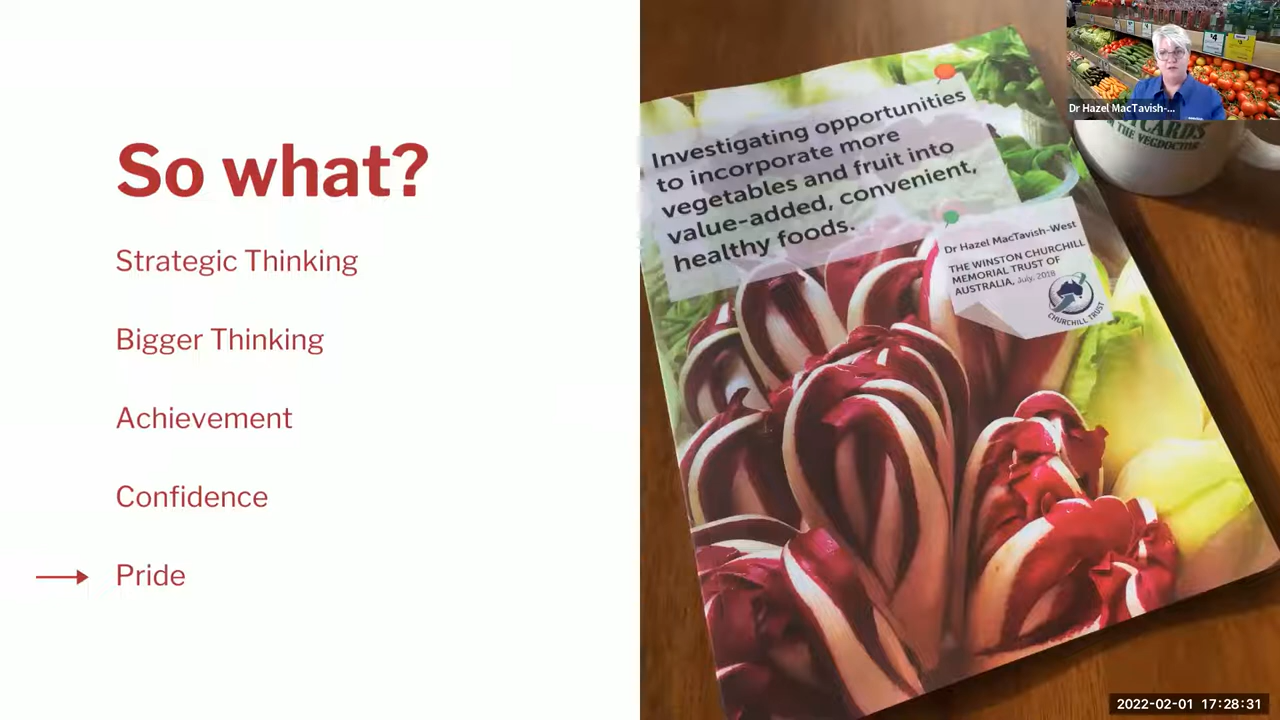 So what?
Strategic Thinking
Bigger Thinking
Achievement
Confidence
Pride
Investigating opportunities
to incorporate more
vegetables and fruit into
value-added, convenient,
healthy foods.
Dr Hazel MacTavish-West
THE WINSTON CHURCHILL
MEMORIAL TRUST OF
AUSTRALIA, July, 2018
CHURCHILL TRUST
Dr Hazel MacTavish-...
THE VEGDOCTOR
2022-02-01 17:28:31